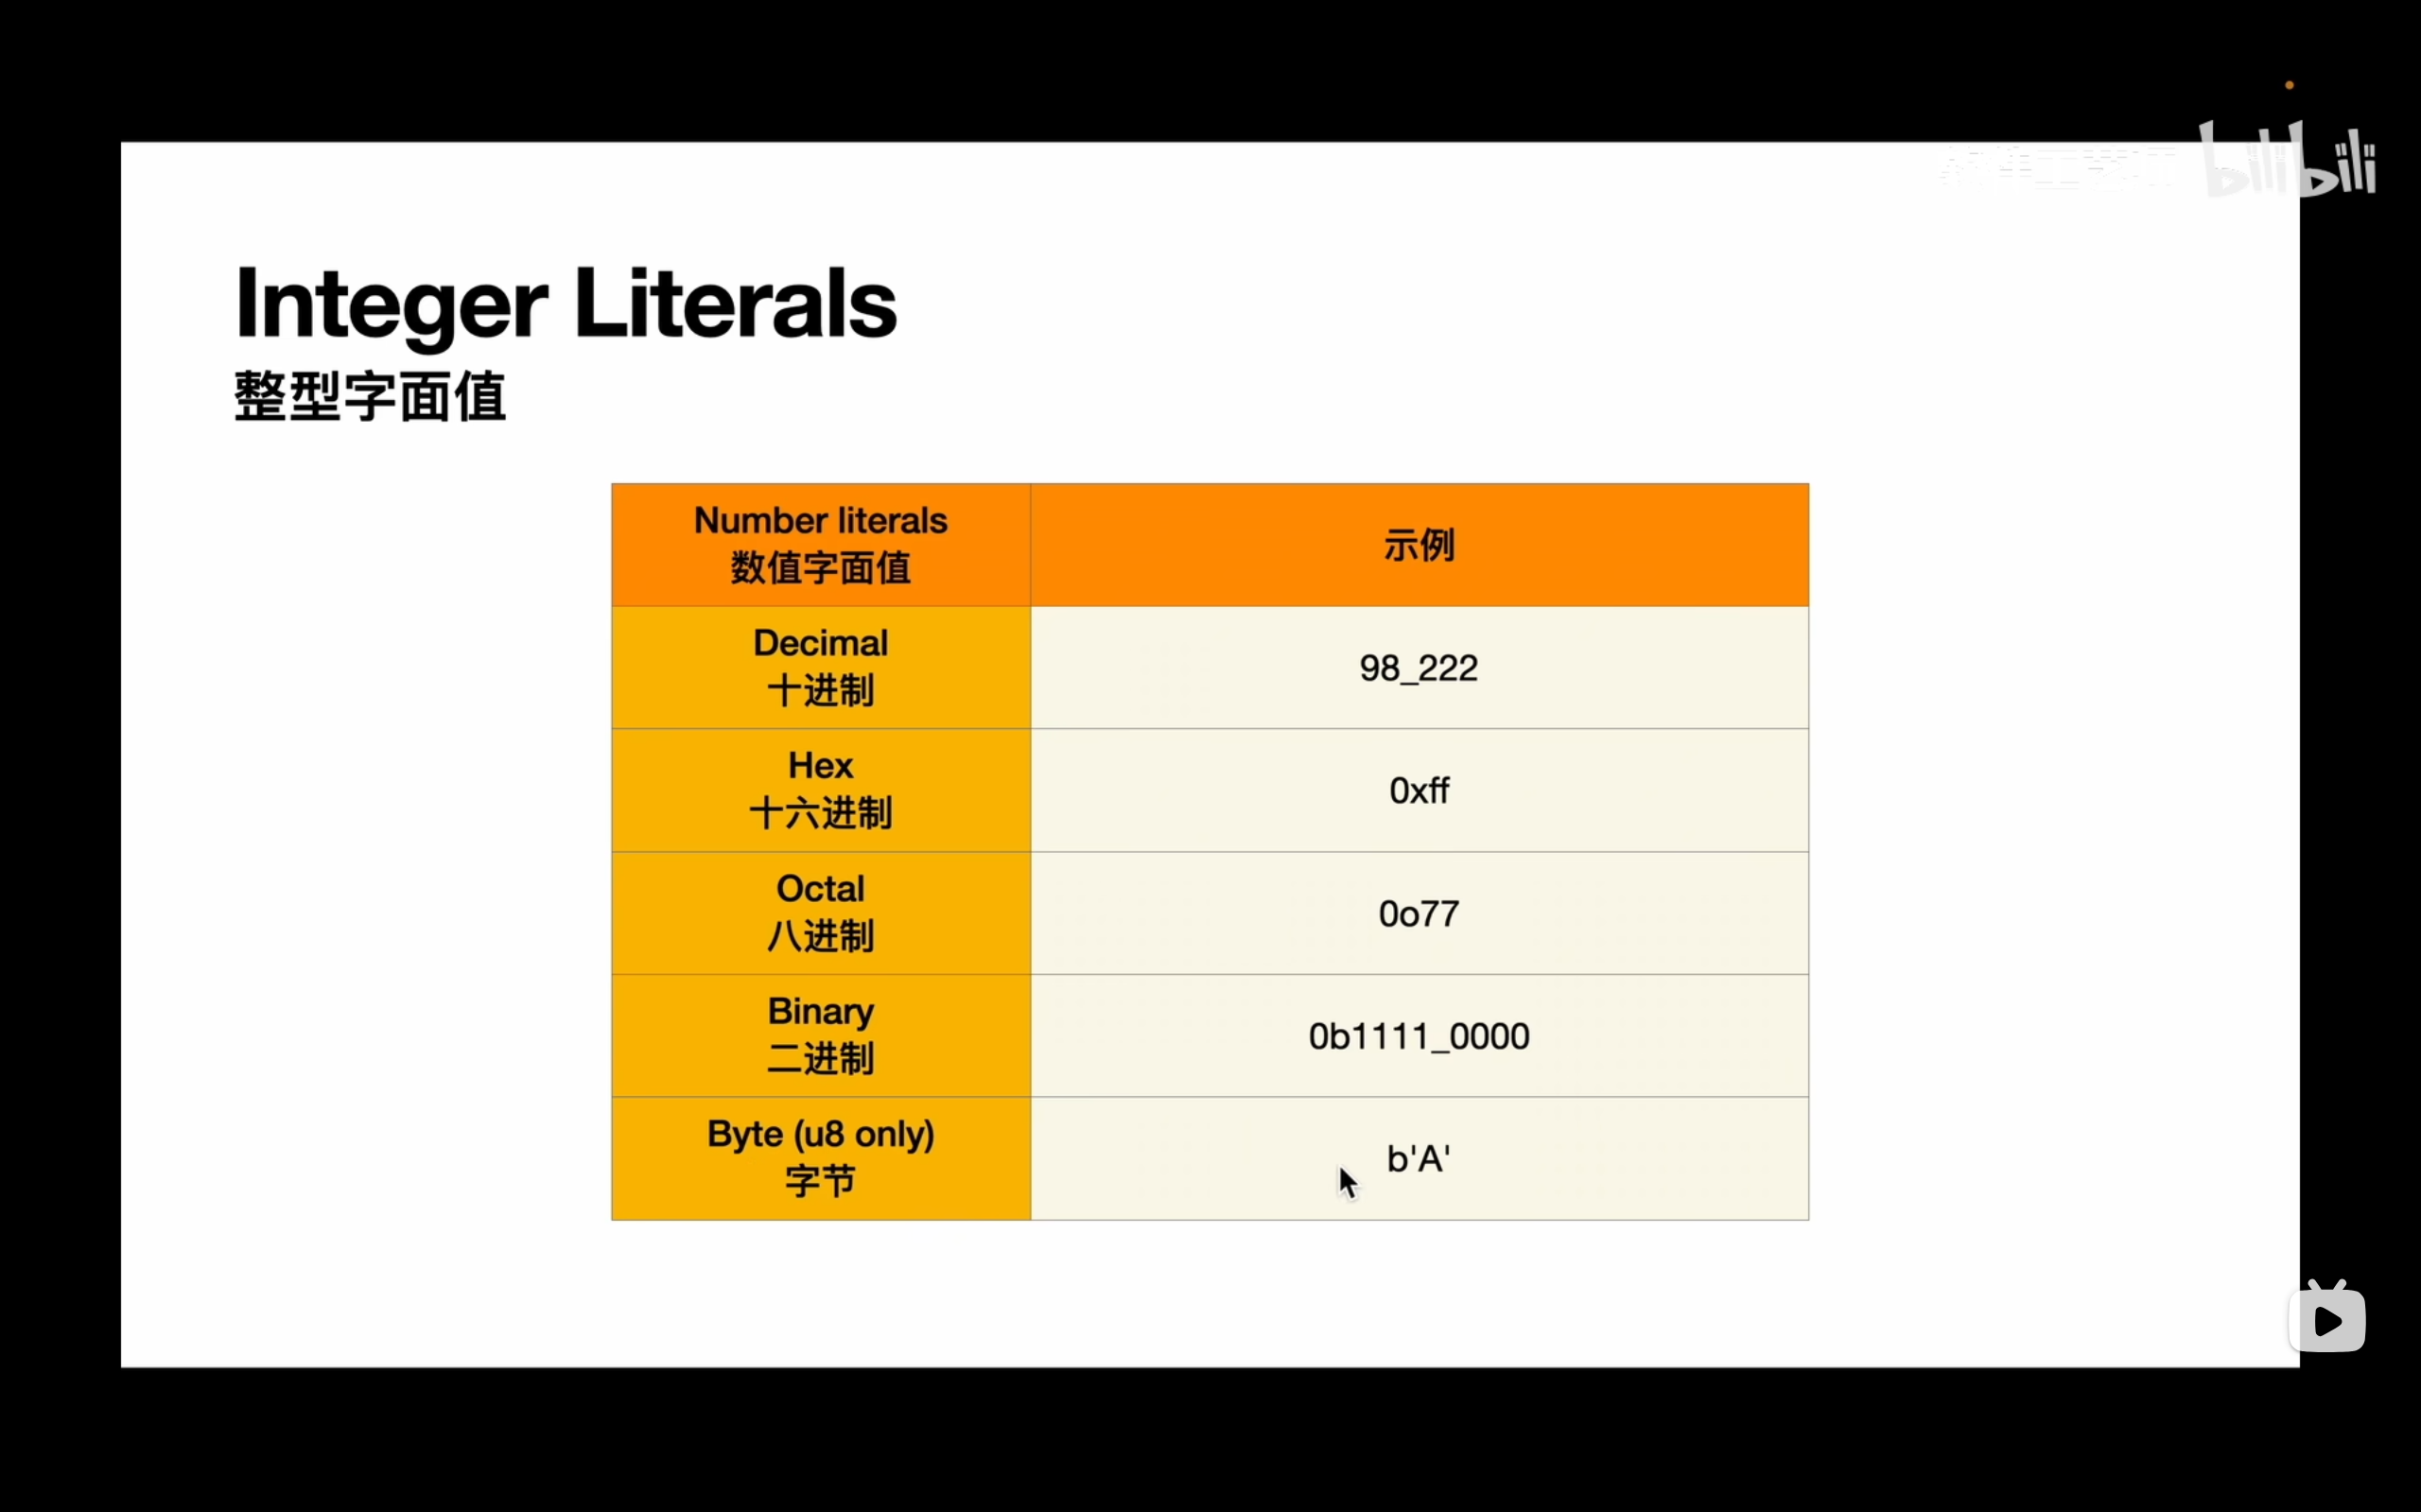 bilibili
Integer Literals
整型字面值
Number literals
数值字面值
示例
Decimal
十进制
98_222
Hex
十六进制
0xff
Octal
八进制
0o77
Binary
二进制
0b1111_0000
Byte (u8 only)
字节
b'A'